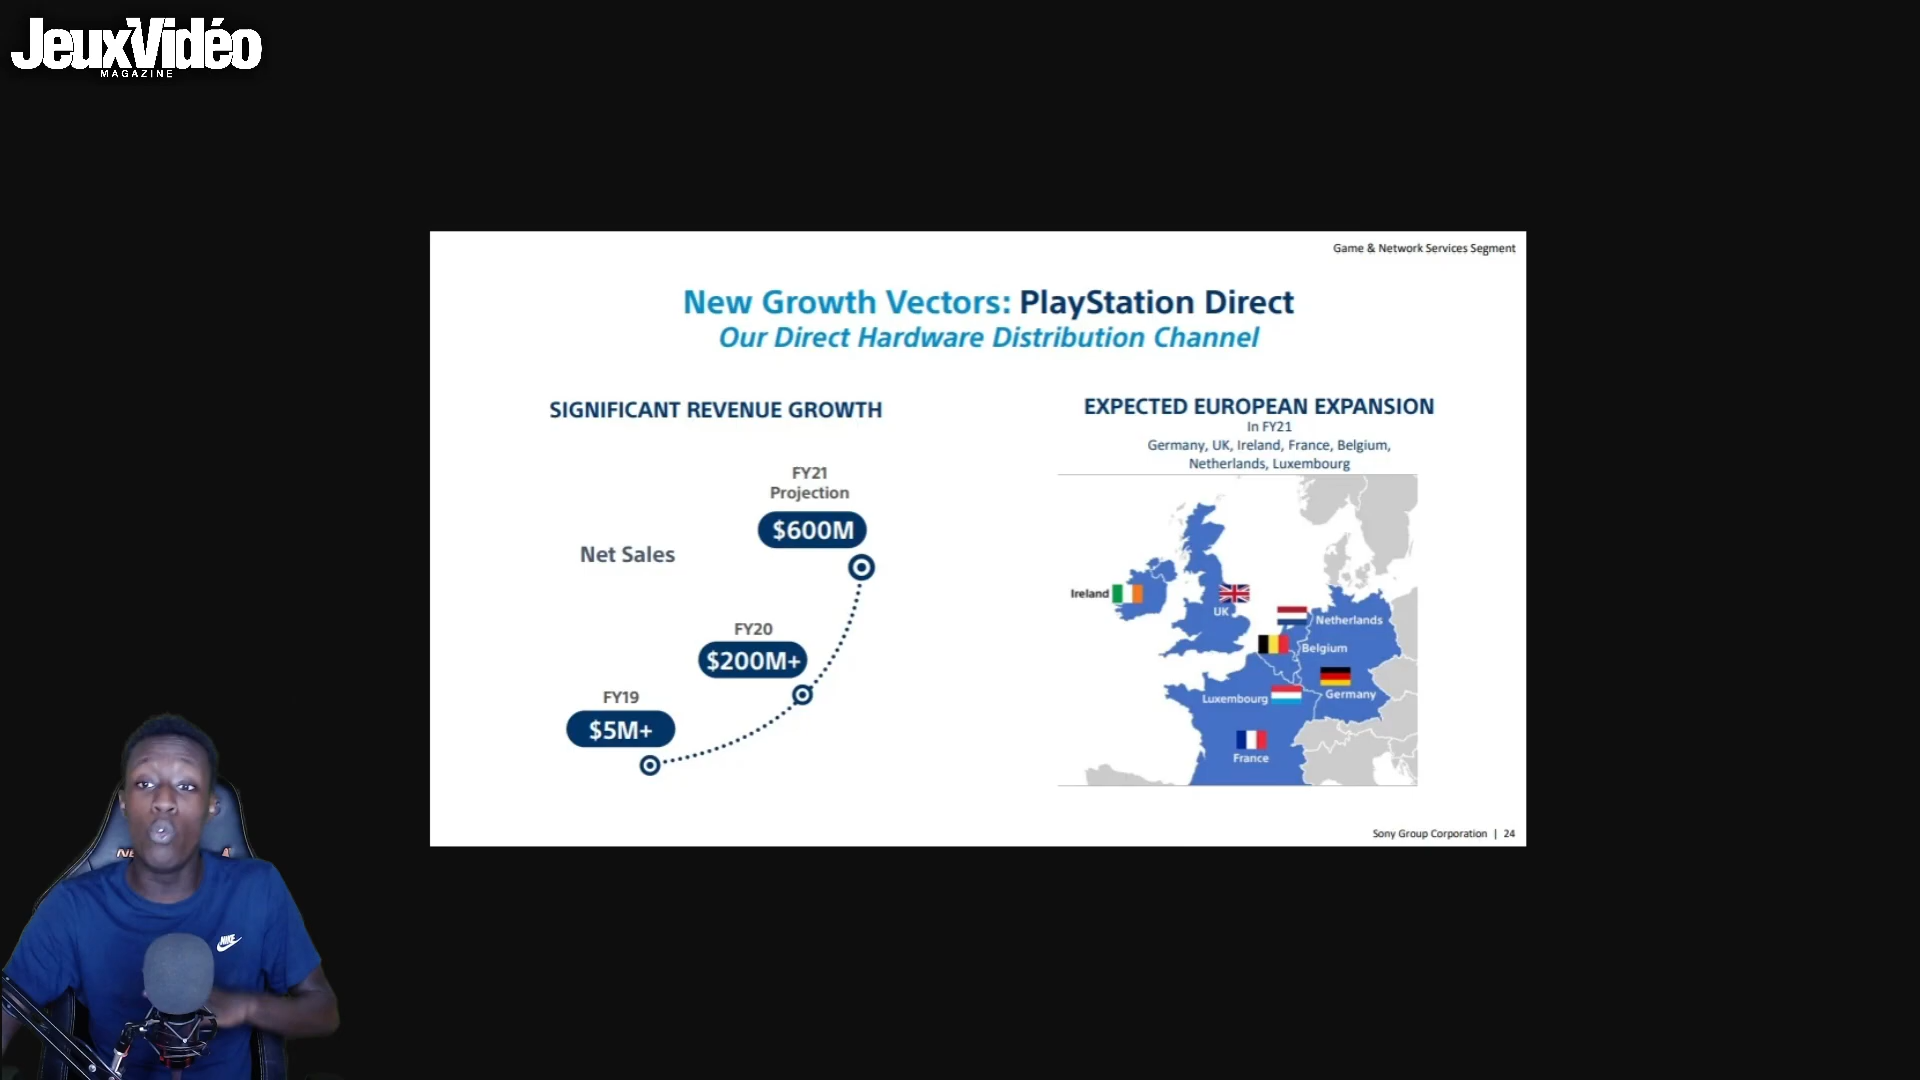 JeuxVidéo
MAGAZINE
Game & Network Services Segment
New Growth Vectors: PlayStation Direct
Our Direct Hardware Distribution Channel
SIGNIFICANT REVENUE GROWTH
FY21
Projection
$600M
Net Sales
FY20
$200M+
FY19
$5M+
EXPECTED EUROPEAN EXPANSION
In FY21
Germany, UK, Ireland, France, Belgium,
Netherlands, Luxembourg
Ireland
UK
Netherlands
Belgium
Luxembourg
Germany
France
Sony Group Corporation | 24
NIKE